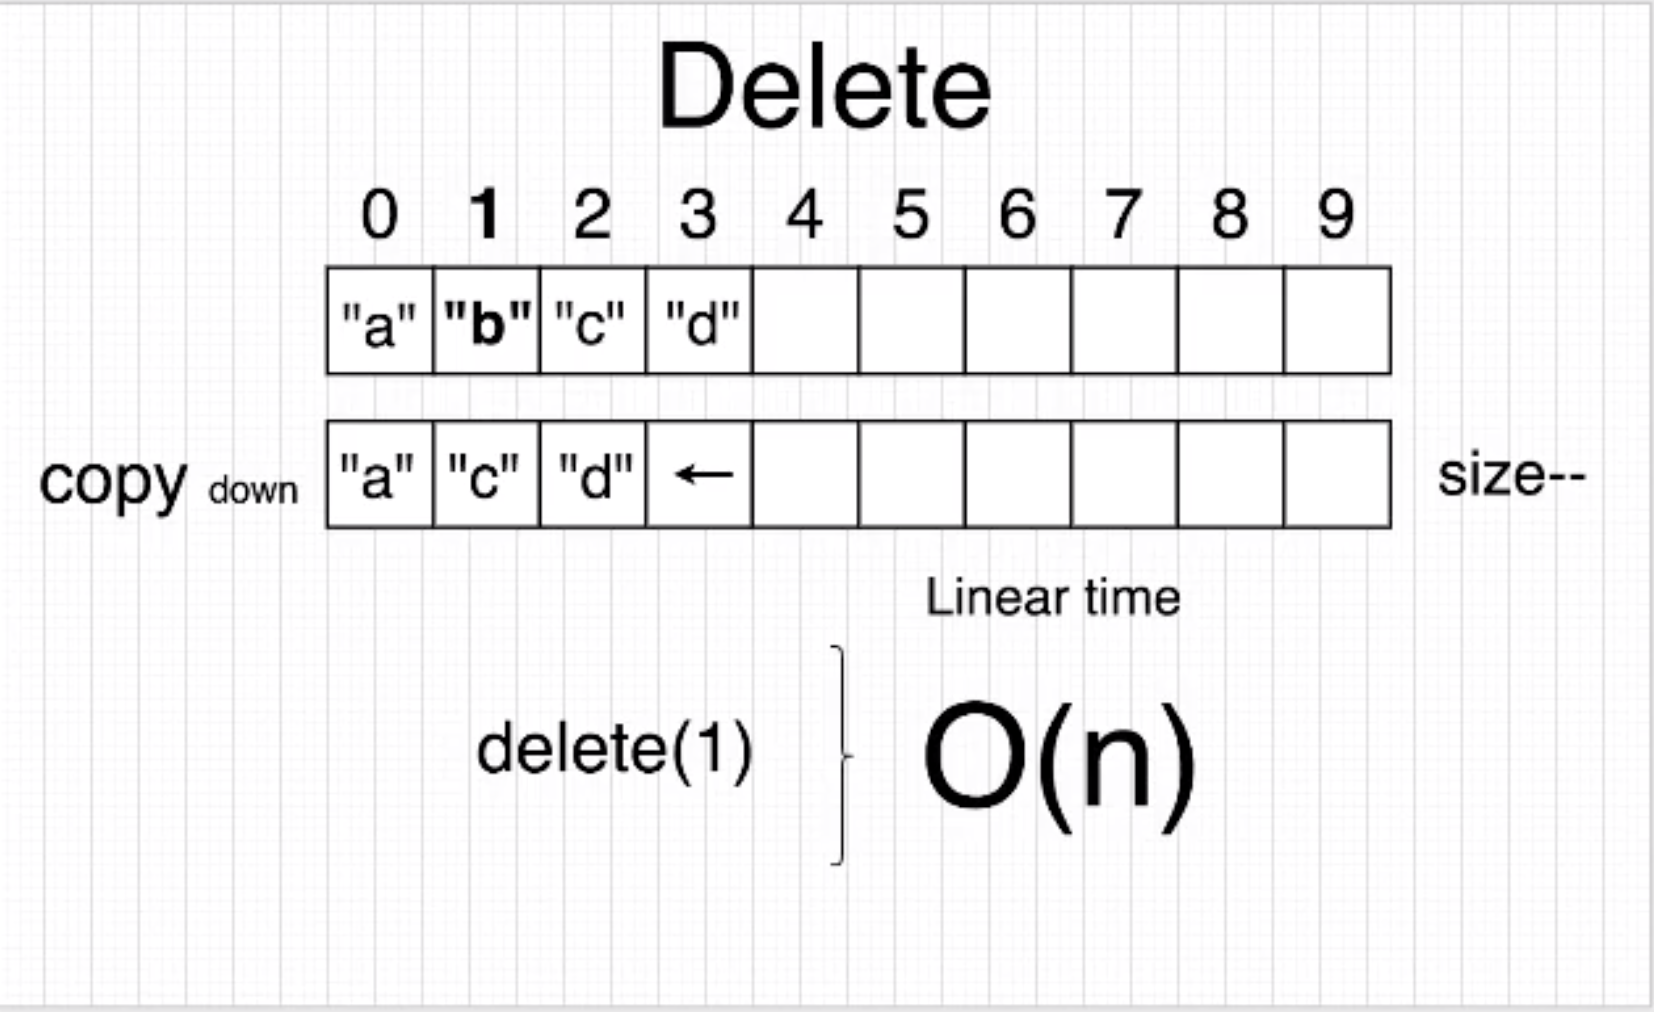 Delete
0 1 2 3 4 5 6 7 8 9
"a" "b" "c" "d"
copy down "a" "c" "d" ← size--
Linear time
delete(1) O(n)